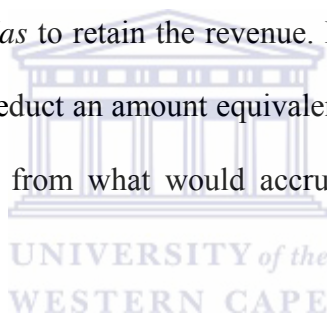 as to retain the revenue.
educt an amount equivalen
from what would accru
UNIVERSITY of the
WESTERN CAPE